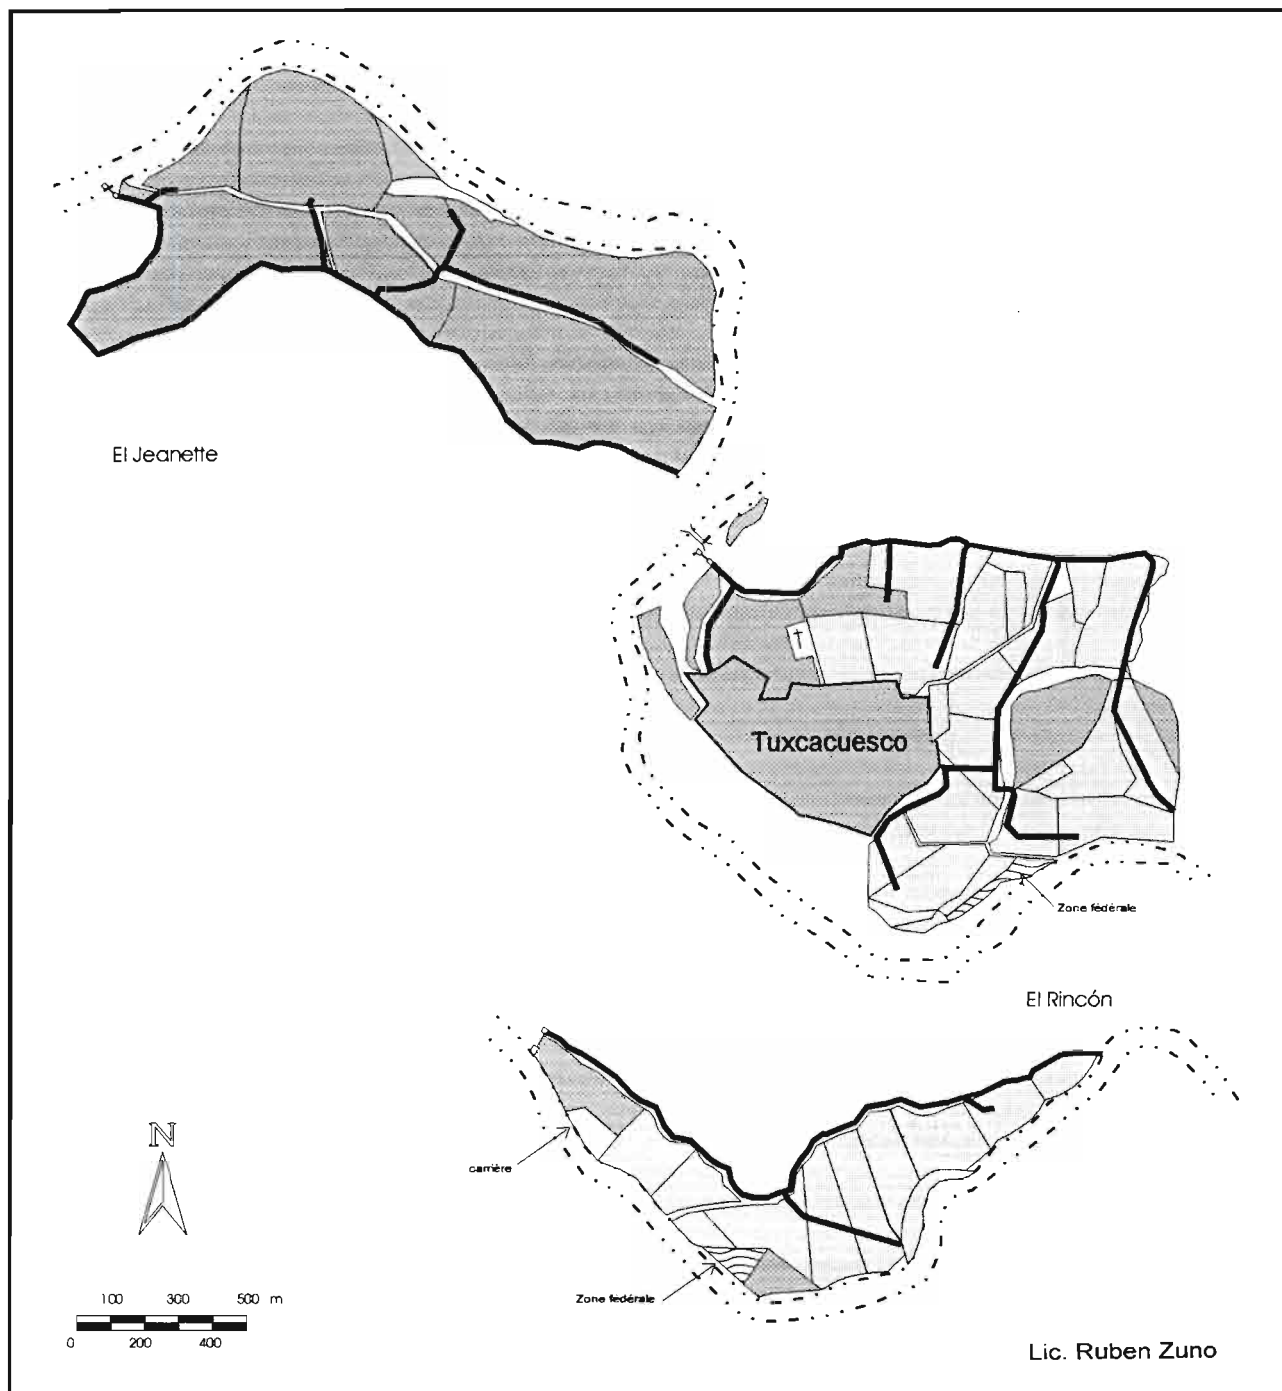 El Jeanette
Tuxcacuesco
Zone fédérale
El Rincón
N
carrière
Zone fédérale
100 300 500 m
0 200 400
Lic. Ruben Zuno